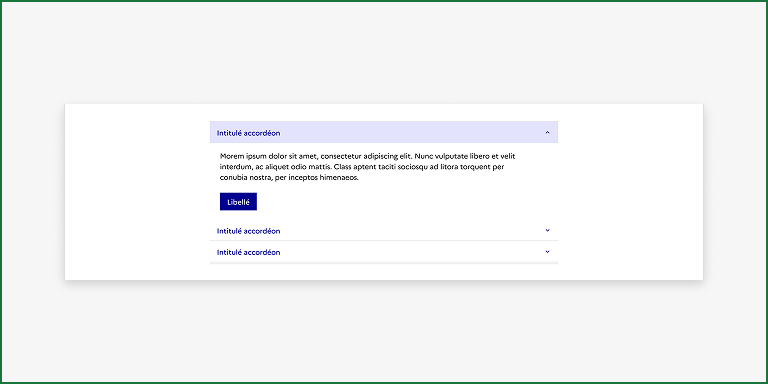 Intitulé accordéon
Morem ipsum dolor sit amet, consectetur adipiscing elit. Nunc vulputate libero et velit
interdum, ac aliquet odio mattis. Class aptent taciti sociosqu ad litora torquent per
conubia nostra, per inceptos himenaeos.
Libellé
Intitulé accordéon
Intitulé accordéon